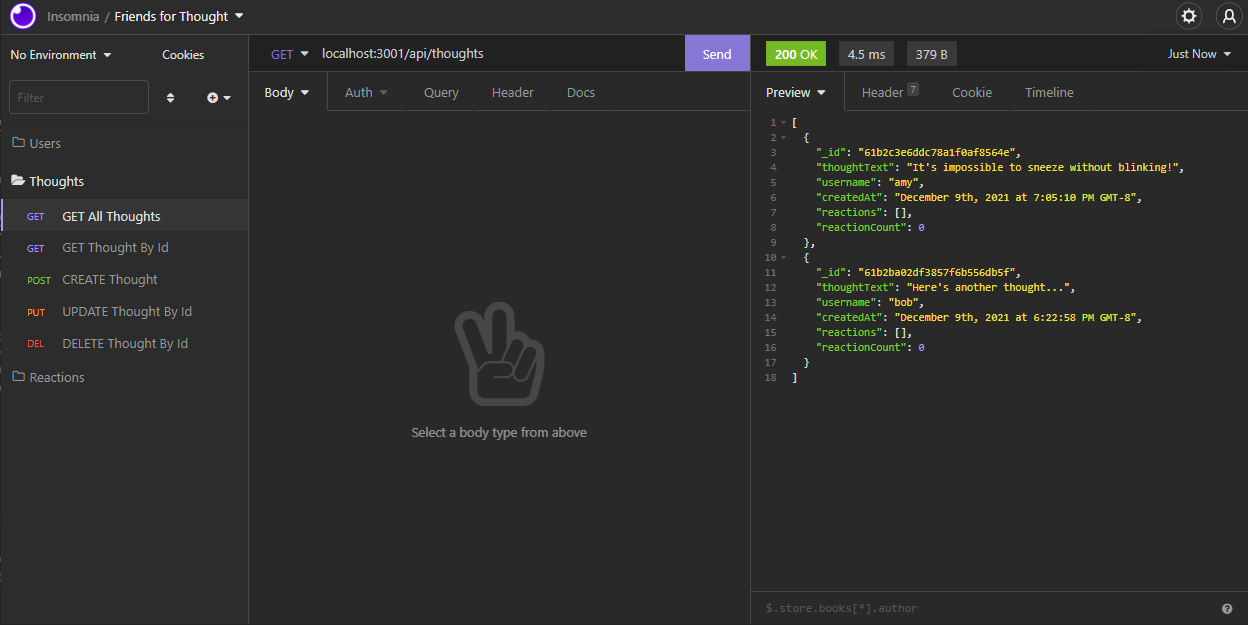 Insomnia / Friends for Thought
No Environment
Cookies
Filter
Users
Thoughts
GET GET All Thoughts
GET GET Thought By Id
POST CREATE Thought
PUT UPDATE Thought By Id
DEL DELETE Thought By Id
Reactions
GET localhost:3001/api/thoughts Send
Body Auth Query Header Docs
Select a body type from above
200 OK 4.5 ms 379 B Just Now
Preview Header 7 Cookie Timeline
1 [
2 {
3 "_id": "61b2c3e6ddc78a1f0af8564e",
4 "thoughtText": "It's impossible to sneeze without blinking!",
5 "username": "amy",
6 "createdAt": "December 9th, 2021 at 7:05:10 PM GMT-8",
7 "reactions": [],
8 "reactionCount": 0
9 },
10 {
11 "_id": "61b2ba02df3857f6b556db5f",
12 "thoughtText": "Here's another thought...",
13 "username": "bob",
14 "createdAt": "December 9th, 2021 at 6:22:58 PM GMT-8",
15 "reactions": [],
16 "reactionCount": 0
17 }
18 ]
$.store.books[*].author